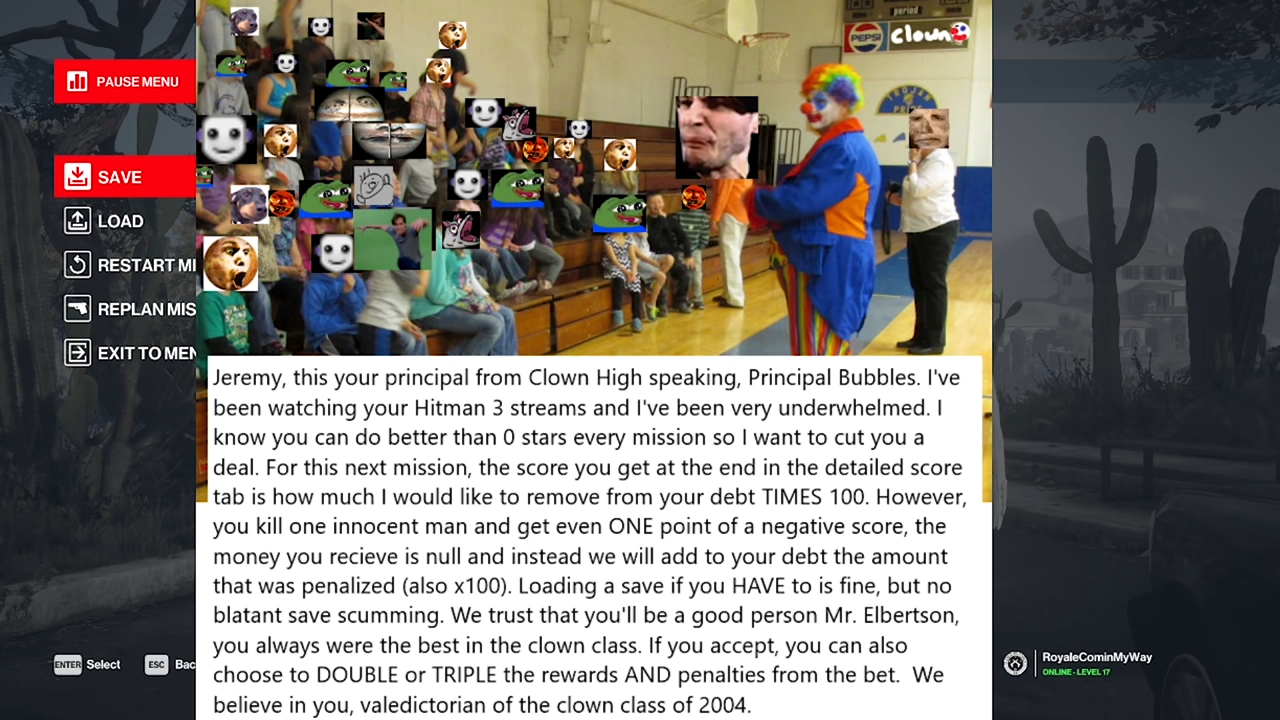 period
PEPSI clown
TROJAN
PRIDE
PAUSE MENU
SAVE
LOAD
RESTART MI
REPLAN MIS
EXIT TO MEN
Jeremy, this your principal from Clown High speaking, Principal Bubbles. I've
been watching your Hitman 3 streams and I've been very underwhelmed. I
know you can do better than 0 stars every mission so I want to cut you a
deal. For this next mission, the score you get at the end in the detailed score
tab is how much I would like to remove from your debt TIMES 100. However,
you kill one innocent man and get even ONE point of a negative score, the
money you recieve is null and instead we will add to your debt the amount
that was penalized (also x100). Loading a save if you HAVE to is fine, but no
blatant save scumming. We trust that you'll be a good person Mr. Elbertson,
you always were the best in the clown class. If you accept, you can also
choose to DOUBLE or TRIPLE the rewards AND penalties from the bet. We
believe in you, valedictorian of the clown class of 2004.
ENTER Select ESC Bac
RoyaleCominMyWay
ONLINE - LEVEL 17